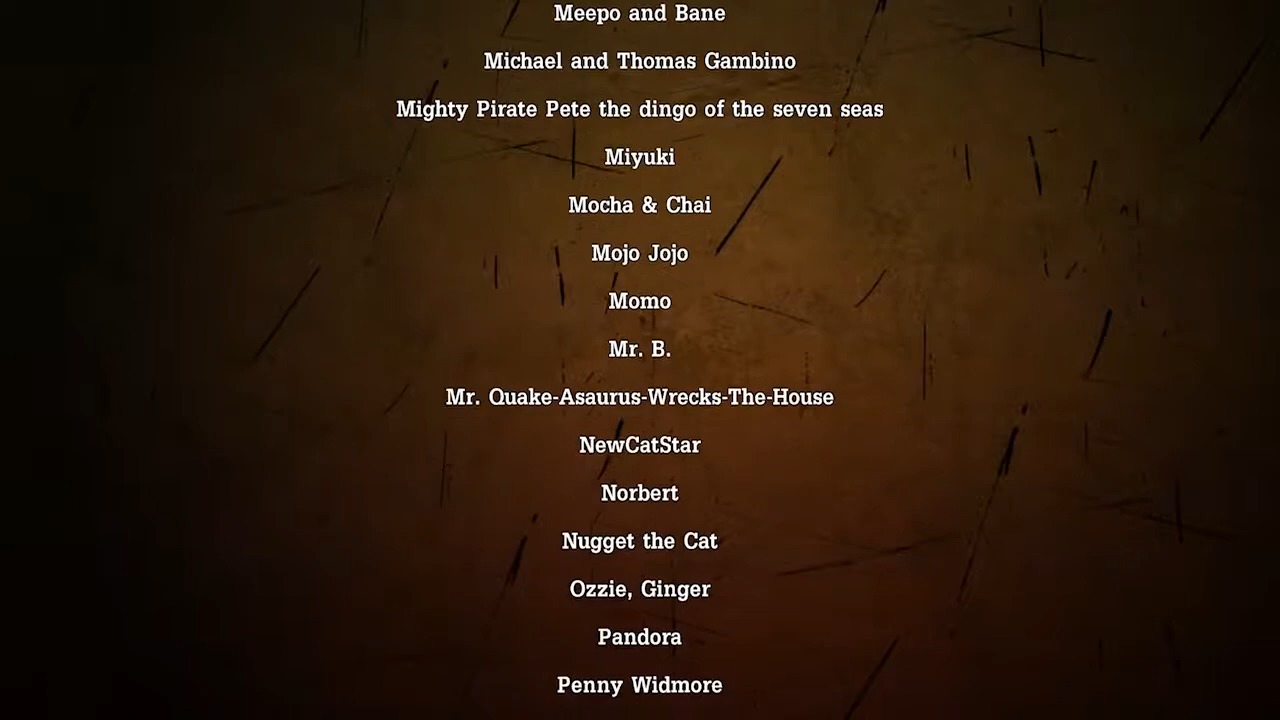 Meepo and Bane
Michael and Thomas Gambino
Mighty Pirate Pete the dingo of the seven seas
Miyuki
Mocha & Chai
Mojo Jojo
Momo
Mr. B.
Mr. Quake-Asaurus-Wrecks-The-House
NewCatStar
Norbert
Nugget the Cat
Ozzie, Ginger
Pandora
Penny Widmore